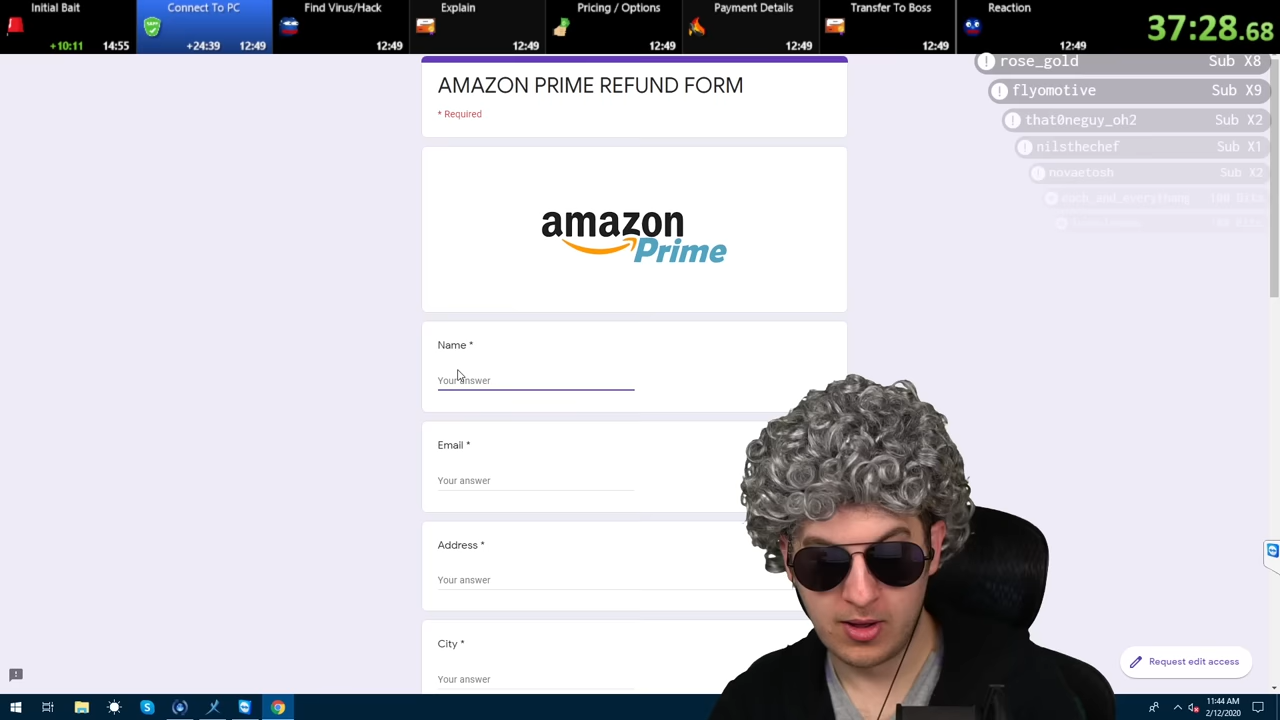 Initial Bait
+10:11 14:55
Connect To PC
+24:39 12:49
Find Virus/Hack
12:49
Explain
12:49
Pricing / Options
12:49
Payment Details
12:49
Transfer To Boss
12:49
Reaction
12:49
37:28.68
rose_gold Sub X8
flyomotive Sub X9
that0neguy_oh2 Sub X2
nilsthechef Sub X1
novaetosh Sub X2
AMAZON PRIME REFUND FORM
* Required
amazon
Prime
Name *
Your answer
Email *
Your answer
Address *
Your answer
City *
Your answer
Request edit access
11:44 AM
2/12/2020